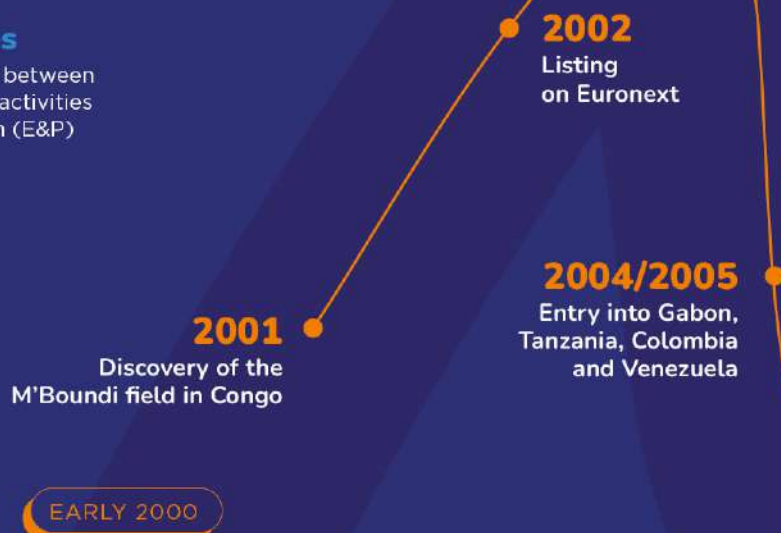 s
between
activities
n (E&P)
2002
Listing
on Euronext
2004/2005
Entry into Gabon,
Tanzania, Colombia
and Venezuela
2001
Discovery of the
M'Boundi field in Congo
EARLY 2000